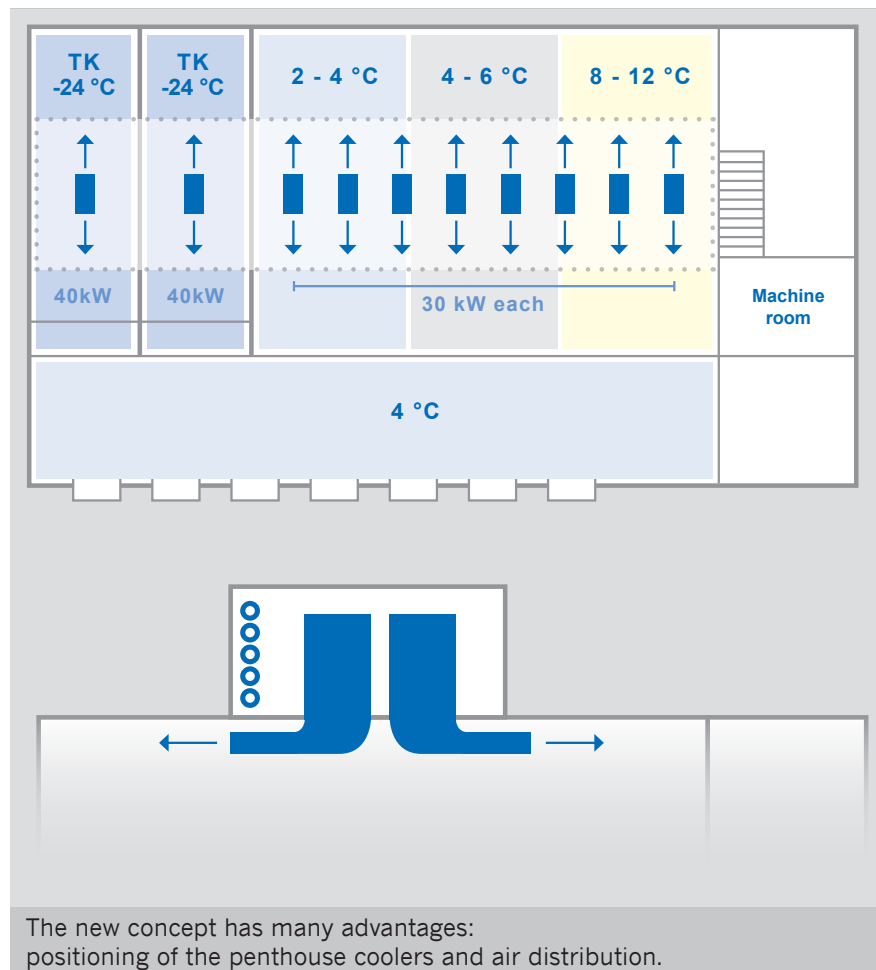 TK
-24 °C
TK
-24 °C
2 - 4 °C
4 - 6 °C
8 - 12 °C
40kW
40kW
30 kW each
Machine
room
4 °C
The new concept has many advantages:
positioning of the penthouse coolers and air distribution.